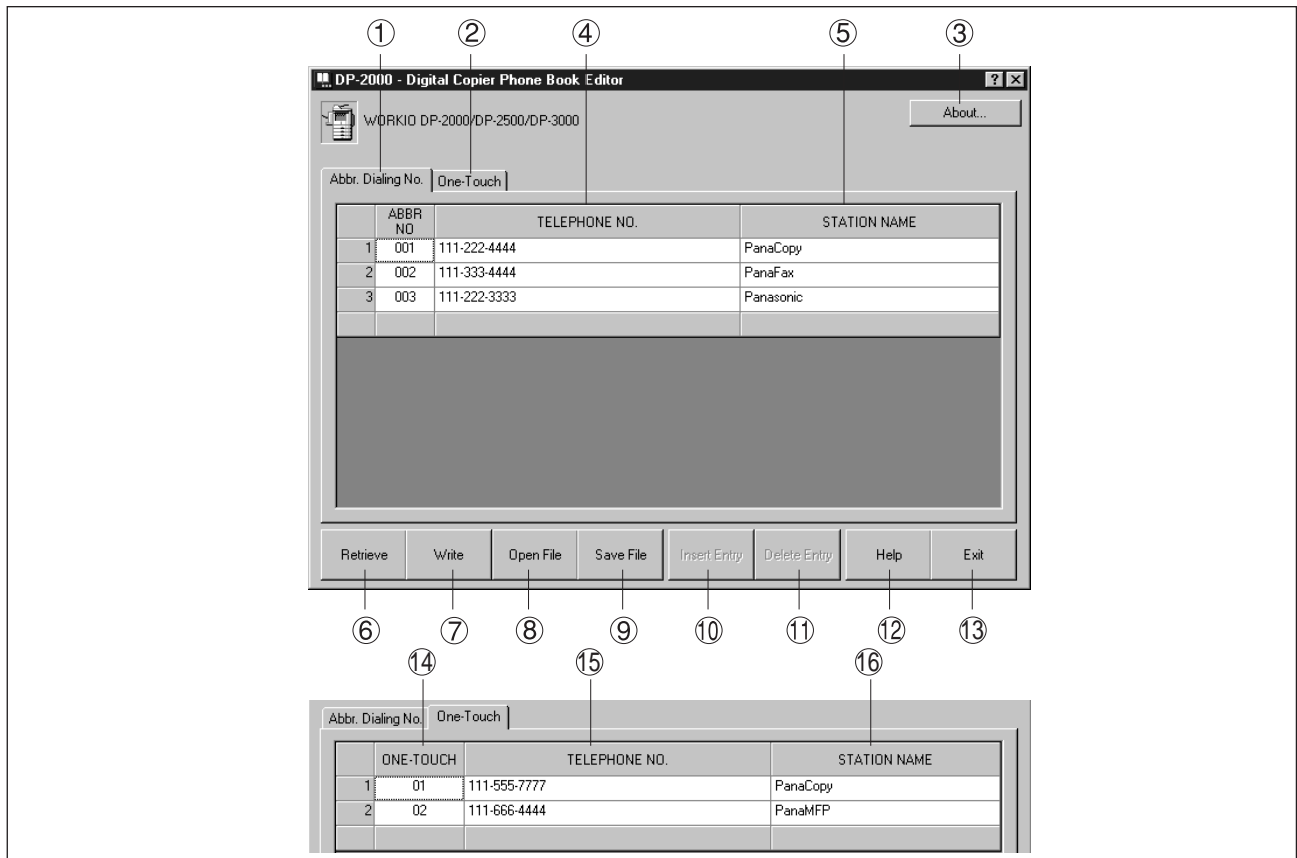 ① ② ④ ⑤ ③
DP-2000 - Digital Copier Phone Book Editor
WORKIO DP-2000/DP-2500/DP-3000
About...
Abbr. Dialing No. One-Touch
ABBR NO TELEPHONE NO. STATION NAME
1 001 111-222-4444 PanaCopy
2 002 111-333-4444 PanaFax
3 003 111-222-3333 Panasonic
Retrieve Write Open File Save File Insert Entry Delete Entry Help Exit
⑥ ⑦ ⑧ ⑨ ⑩ ⑪ ⑫ ⑬
⑭ ⑮ ⑯
Abbr. Dialing No. One-Touch
ONE-TOUCH TELEPHONE NO. STATION NAME
1 01 111-555-7777 PanaCopy
2 02 111-666-4444 PanaMFP